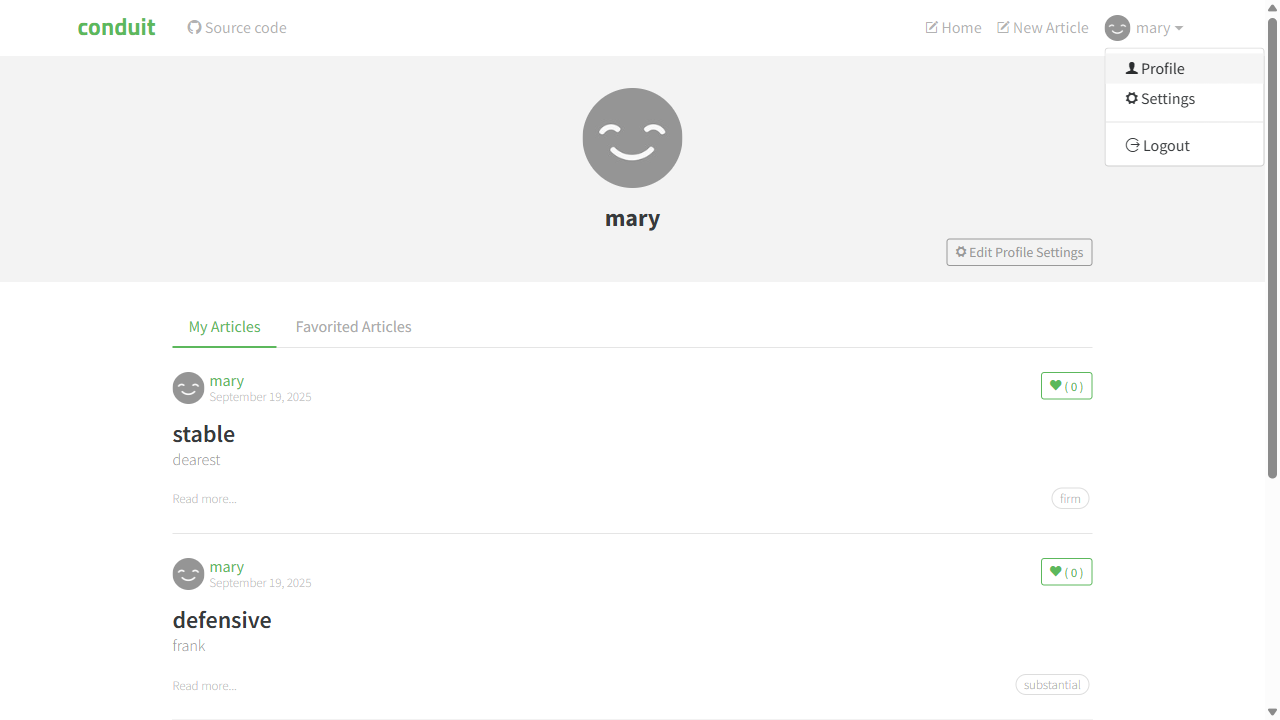 conduit Source code Home New Article mary
Profile
Settings
Logout
mary
Edit Profile Settings
My Articles Favorited Articles
mary
September 19, 2025
( 0 )
stable
dearest
Read more...
firm
mary
September 19, 2025
( 0 )
defensive
frank
Read more...
substantial